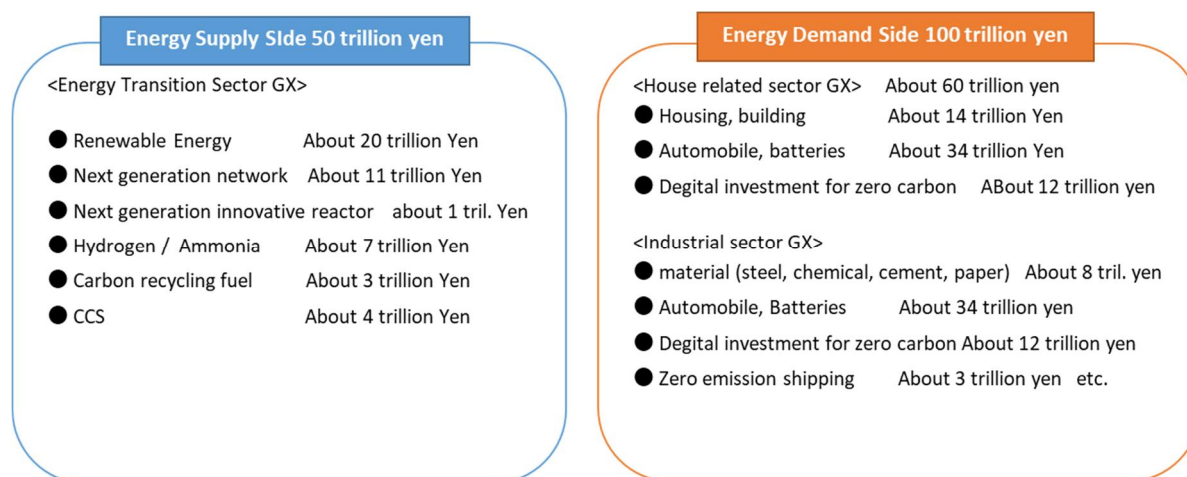 Energy Supply SIde 50 trillion yen
<Energy Transition Sector GX>
● Renewable Energy About 20 trillion Yen
● Next generation network About 11 trillion Yen
● Next generation innovative reactor about 1 tril. Yen
● Hydrogen / Ammonia About 7 trillion Yen
● Carbon recycling fuel About 3 trillion Yen
● CCS About 4 trillion Yen
Energy Demand Side 100 trillion yen
<House related sector GX> About 60 trillion yen
● Housing, building About 14 trillion Yen
● Automobile, batteries About 34 trillion Yen
● Degital investment for zero carbon ABout 12 trillion yen
<Industrial sector GX>
● material (steel, chemical, cement, paper) About 8 tril. yen
● Automobile, Batteries About 34 trillion yen
● Degital investment for zero carbon About 12 trillion yen
● Zero emission shipping About 3 trillion yen etc.